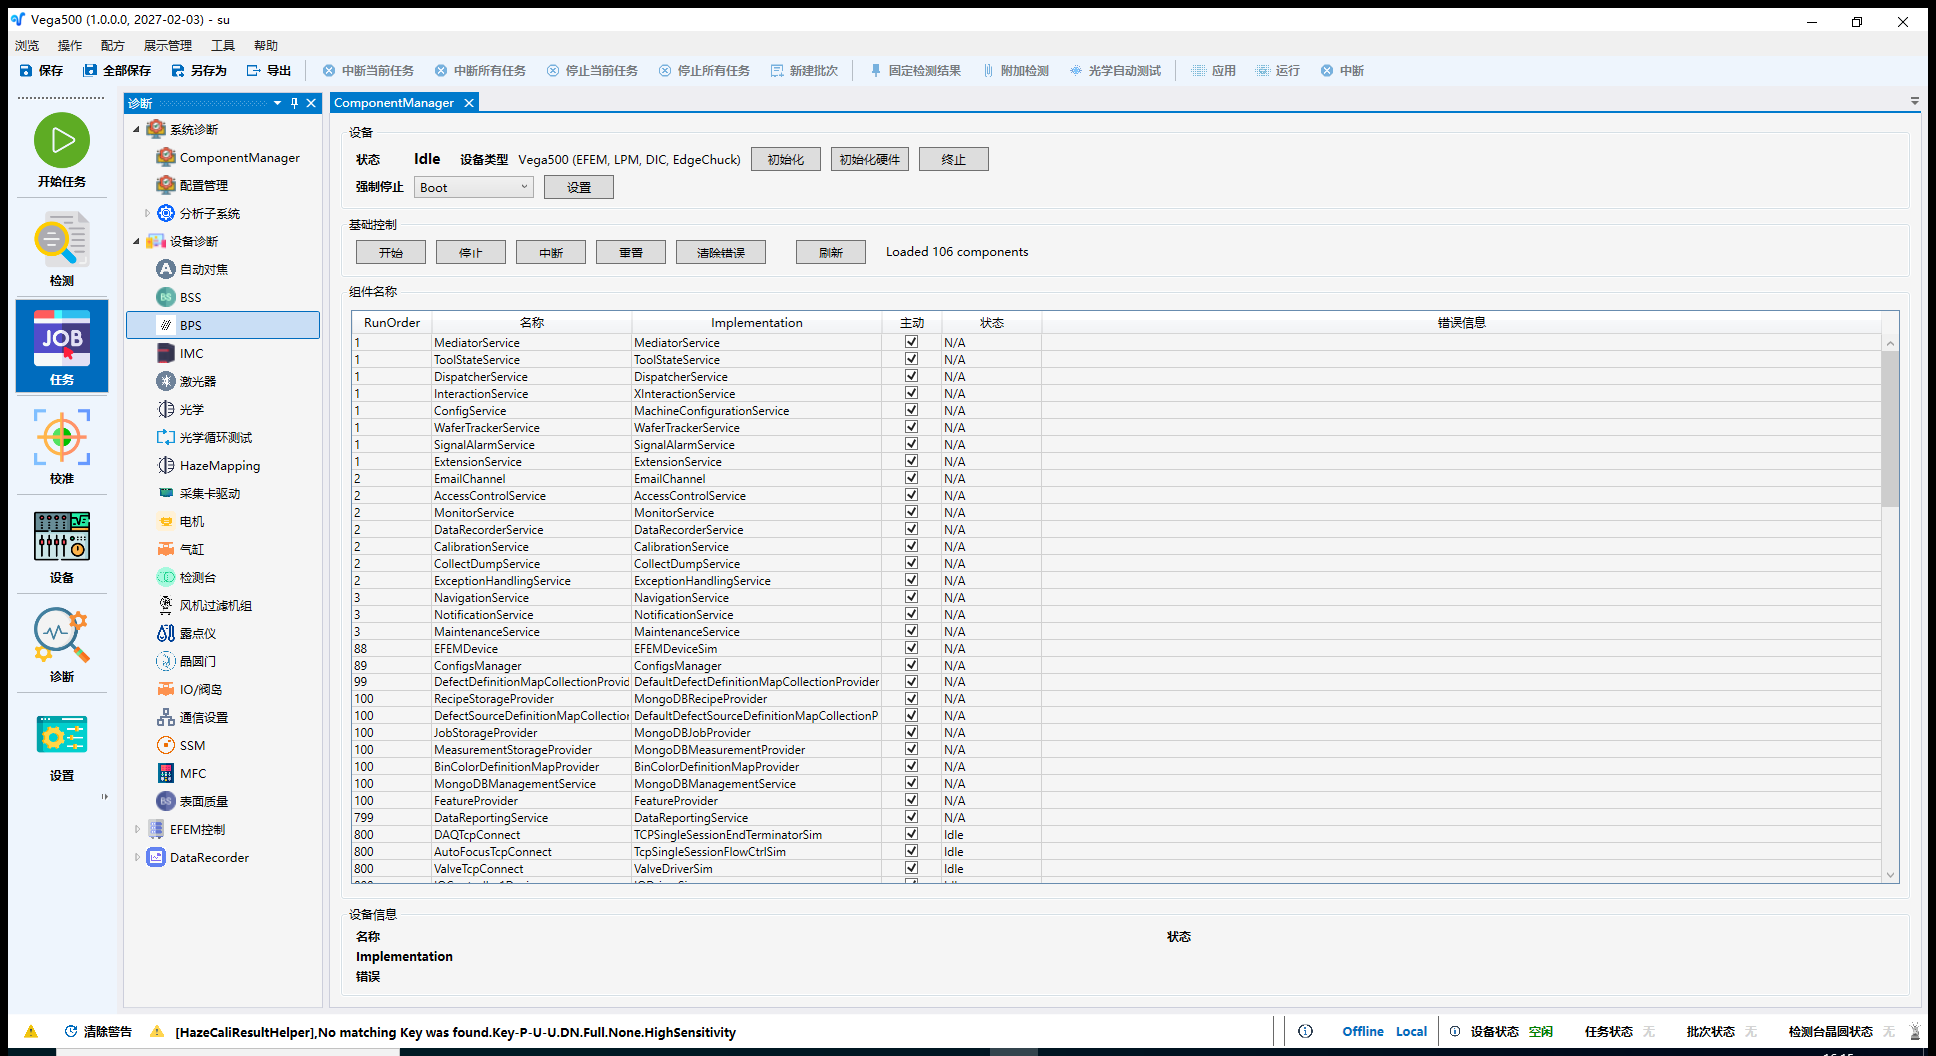 Vega500 (1.0.0.0, 2027-02-03) - su
浏览 操作 配方 展示管理 工具 帮助
保存 全部保存 另存为 导出 中断当前任务 中断所有任务 停止当前任务 停止所有任务 新建批次 固定检测结果 附加检测 光学自动测试 应用 运行 中断
开始任务
检测
JOB
任务
校准
设备
诊断
设置
诊断
系统诊断
ComponentManager
配置管理
分析子系统
设备诊断
自动对焦
BSS
BPS
IMC
激光器
光学
光学循环测试
HazeMapping
采集卡驱动
电机
气缸
检测台
风机过滤机组
露点仪
晶圆门
IO/阀岛
通信设置
SSM
MFC
表面质量
EFEM控制
DataRecorder
ComponentManager
设备
状态 Idle 设备类型 Vega500 (EFEM, LPM, DIC, EdgeChuck) 初始化 初始化硬件 终止
强制停止 Boot 设置
基础控制
开始 停止 中断 重置 清除错误 刷新 Loaded 106 components
组件名称
RunOrder 名称 Implementation 主动 状态 错误信息
1 MediatorService MediatorService N/A
1 ToolStateService ToolStateService N/A
1 DispatcherService DispatcherService N/A
1 InteractionService XInteractionService N/A
1 ConfigService MachineConfigurationService N/A
1 WaferTrackerService WaferTrackerService N/A
1 SignalAlarmService SignalAlarmService N/A
1 ExtensionService ExtensionService N/A
2 EmailChannel EmailChannel N/A
2 AccessControlService AccessControlService N/A
2 MonitorService MonitorService N/A
2 DataRecorderService DataRecorderService N/A
2 CalibrationService CalibrationService N/A
2 CollectDumpService CollectDumpService N/A
2 ExceptionHandlingService ExceptionHandlingService N/A
3 NavigationService NavigationService N/A
3 NotificationService NotificationService N/A
3 MaintenanceService MaintenanceService N/A
88 EFEMDevice EFEMDeviceSim N/A
89 ConfigsManager ConfigsManager N/A
99 DefectDefinitionMapCollectionProvid DefaultDefectDefinitionMapCollectionProvider N/A
100 RecipeStorageProvider MongoDBRecipeProvider N/A
100 DefectSourceDefinitionMapCollection DefaultDefectSourceDefinitionMapCollectionP N/A
100 JobStorageProvider MongoDBJobProvider N/A
100 MeasurementStorageProvider MongoDBMeasurementProvider N/A
100 BinColorDefinitionMapProvider BinColorDefinitionMapProvider N/A
100 MongoDBManagementService MongoDBManagementService N/A
100 FeatureProvider FeatureProvider N/A
799 DataReportingService DataReportingService N/A
800 DAQTcpConnect TCPSingleSessionEndTerminatorSim Idle
800 AutoFocusTcpConnect TcpSingleSessionFlowCtrlSim Idle
800 ValveTcpConnect ValveDriverSim Idle
设备信息
名称 状态
Implementation
错误
清除警告 [HazeCaliResultHelper],No matching Key was found.Key-P-U-U.DN.Full.None.HighSensitivity Offline Local 设备状态 空闲 任务状态 无 批次状态 无 检测台晶圆状态 无